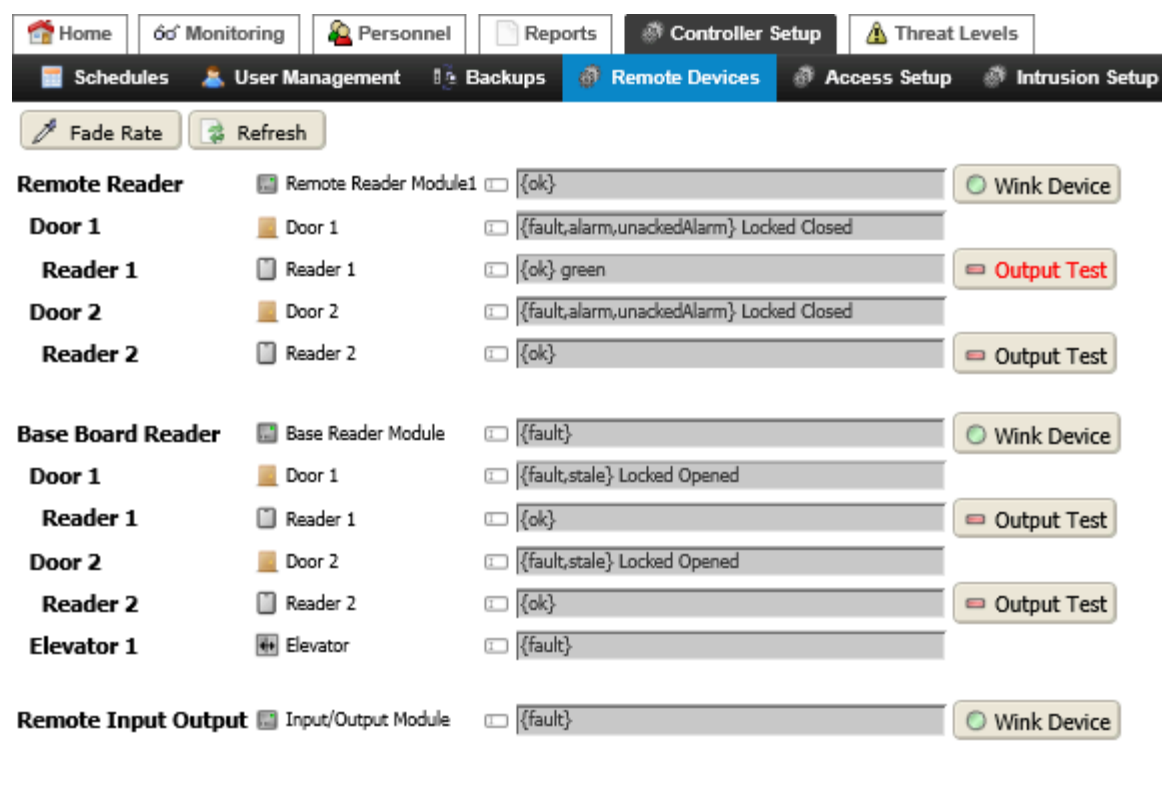 Home Monitoring Personnel Reports Controller Setup Threat Levels
Schedules User Management Backups Remote Devices Access Setup Intrusion Setup
Fade Rate Refresh
Remote Reader Remote Reader Module1 {ok} Wink Device
Door 1 Door 1 {fault,alarm,unackedAlarm} Locked Closed
Reader 1 Reader 1 {ok} green Output Test
Door 2 Door 2 {fault,alarm,unackedAlarm} Locked Closed
Reader 2 Reader 2 {ok} Output Test
Base Board Reader Base Reader Module {fault} Wink Device
Door 1 Door 1 {fault,stale} Locked Opened
Reader 1 Reader 1 {ok} Output Test
Door 2 Door 2 {fault,stale} Locked Opened
Reader 2 Reader 2 {ok} Output Test
Elevator 1 Elevator {fault}
Remote Input Output Input/Output Module {fault} Wink Device